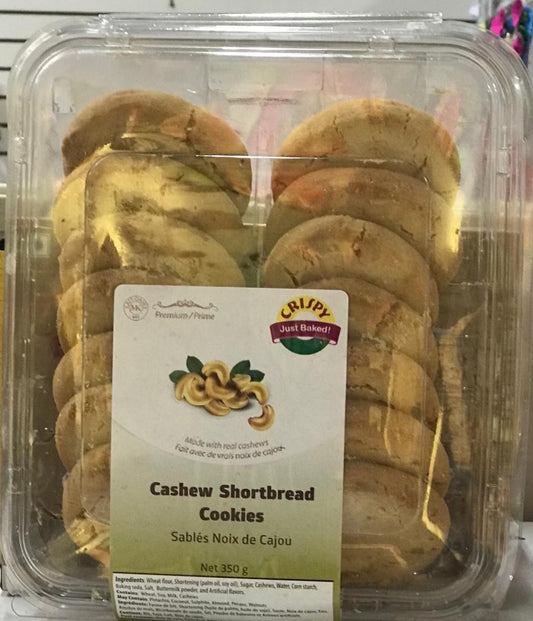 MK
Premium / Prime
CRISPY
Just Baked!
Made with real cashews
Fait avec de vrais noix de cajou
Cashew Shortbread
Cookies
Sablés Noix de Cajou
Net 350 g
Ingredients: Wheat flour, Shortening (palm oil, soy oil), Sugar, Cashews, Water, Corn starch,
Baking soda, Salt, Buttermilk powder, and Artificial flavors.
Contains: Wheat, Soy, Milk, Cashews
May Contain: Pistachio, Coconut, Sulphite, Almond, Pecans, Walnuts